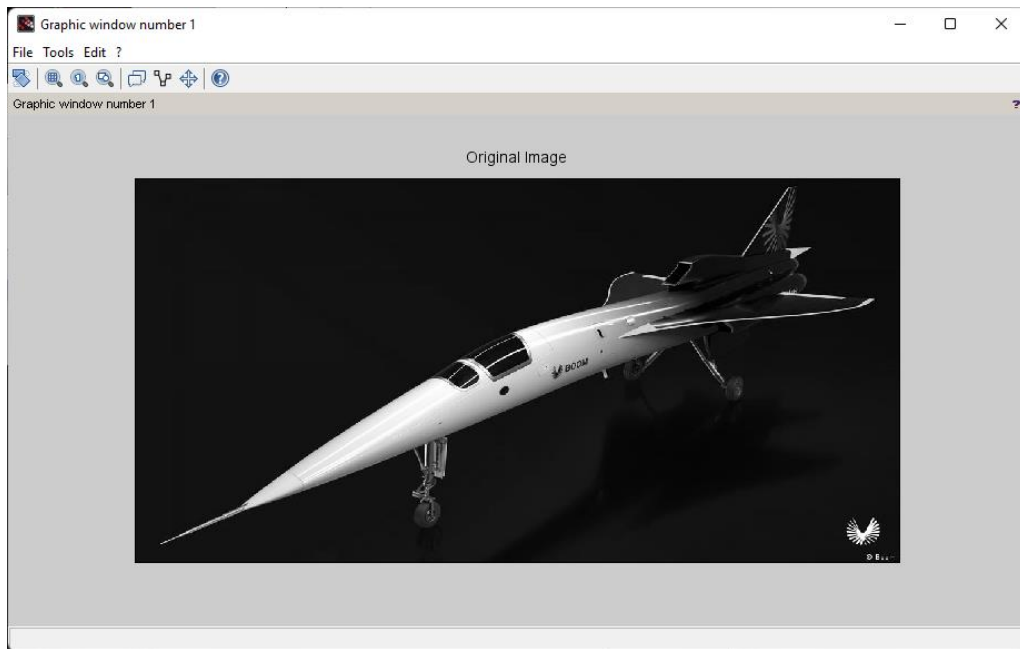 Graphic window number 1
File Tools Edit ?
Graphic window number 1
?
Original Image
BOOM